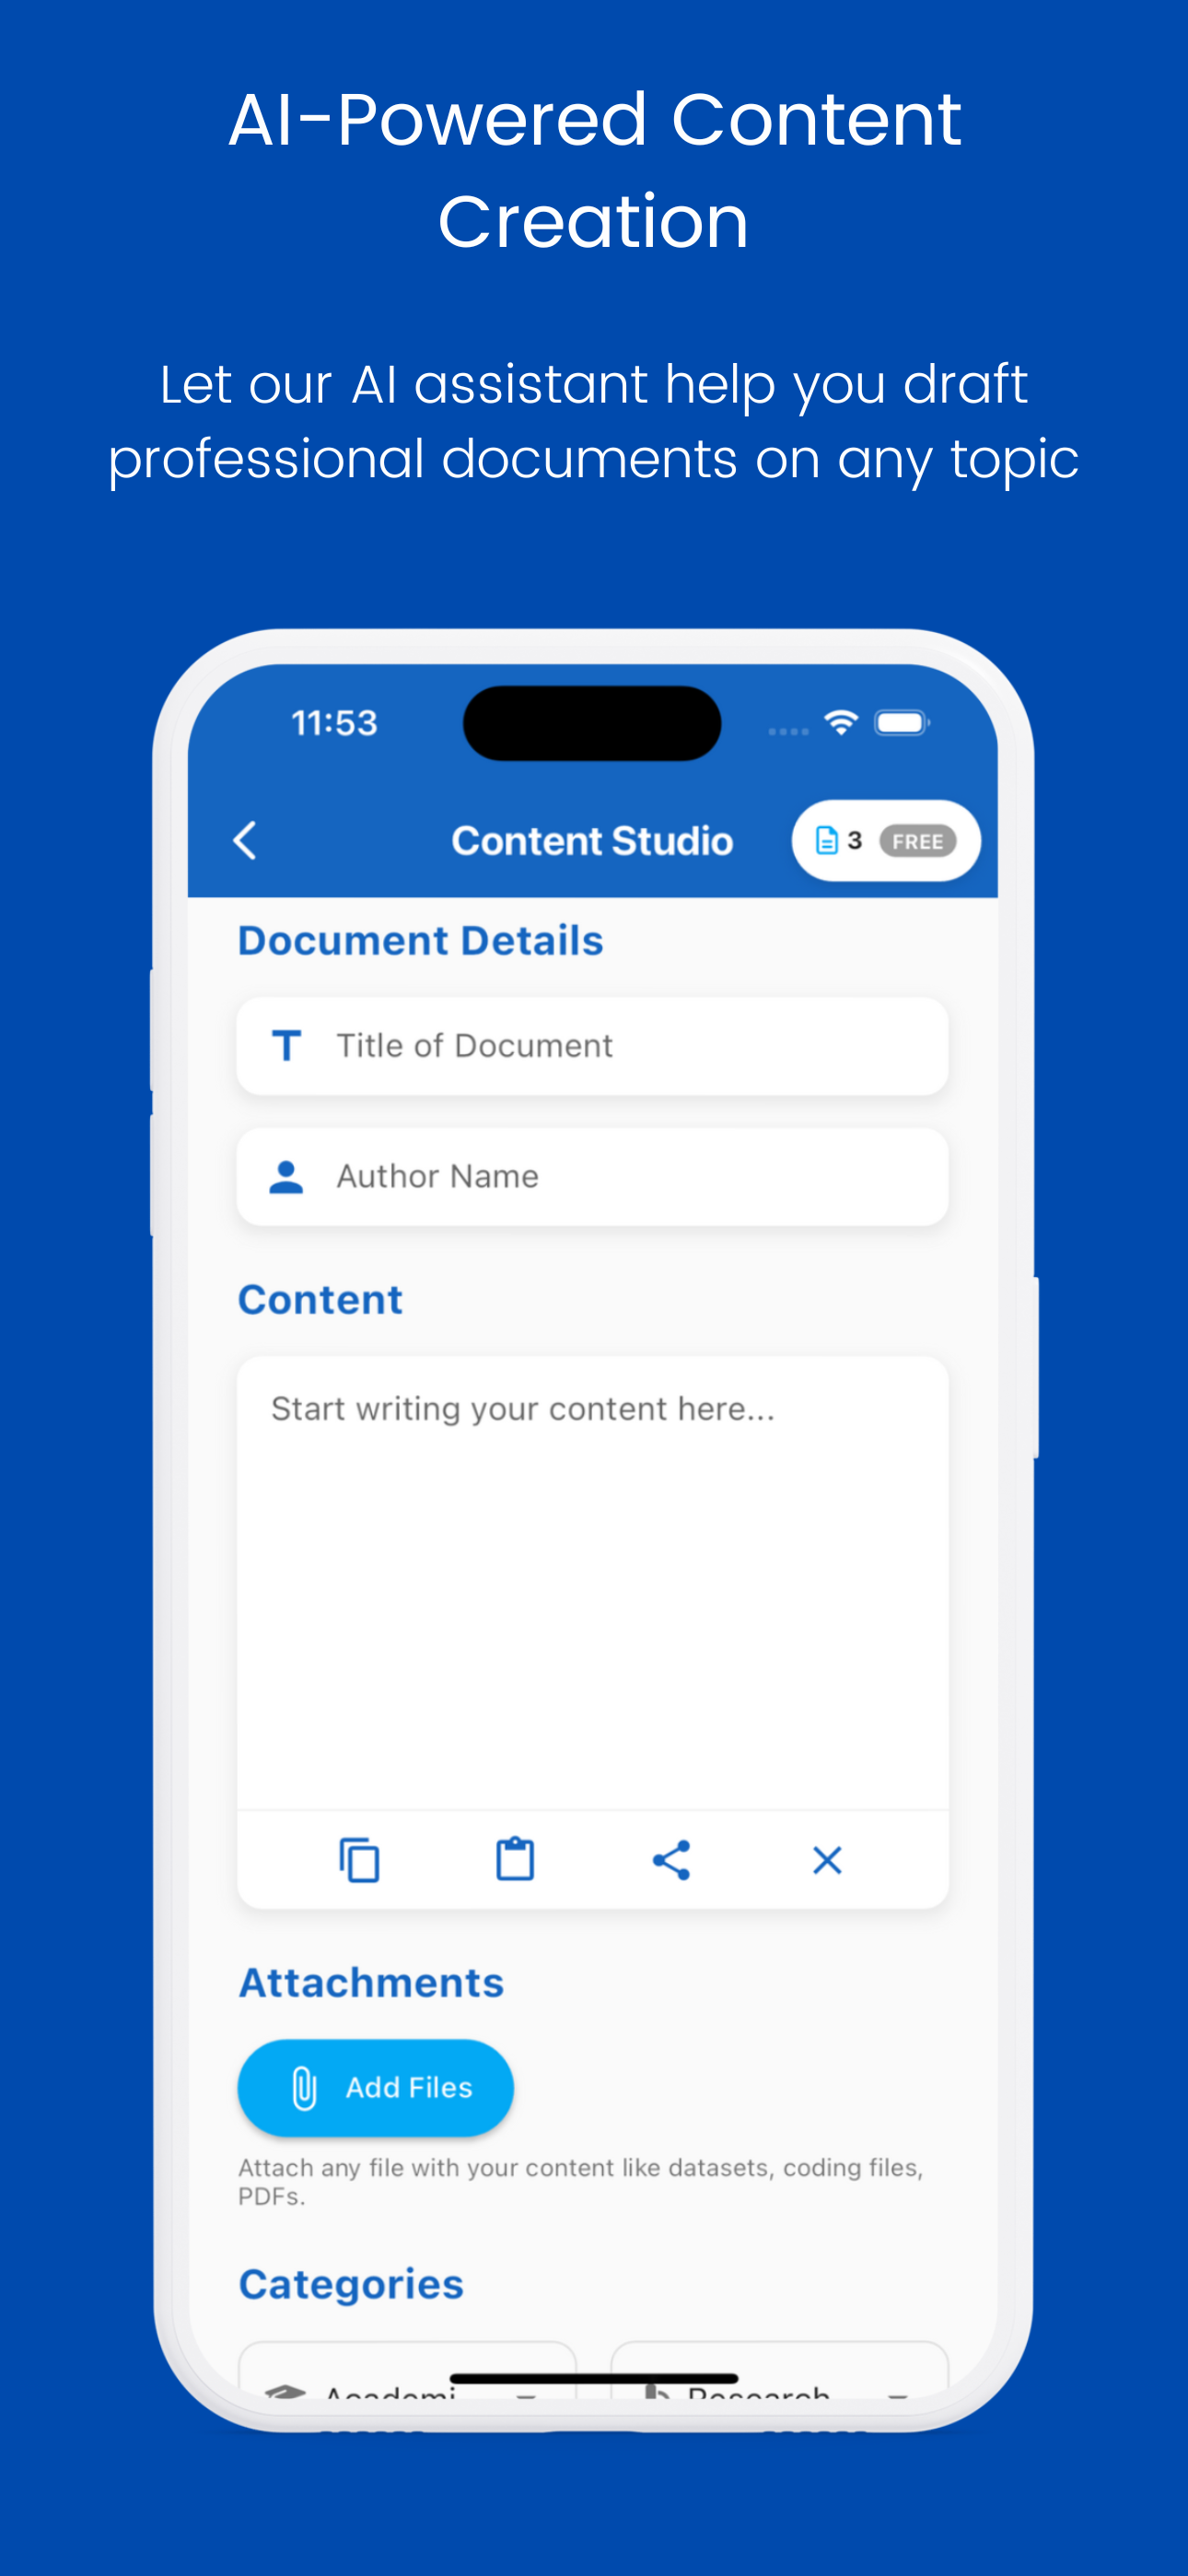 AI-Powered Content
Creation
Let our AI assistant help you draft
professional documents on any topic
11:53
Content Studio
3 FREE
Document Details
Title of Document
Author Name
Content
Start writing your content here...
Attachments
Add Files
Attach any file with your content like datasets, coding files,
PDFs.
Categories
Academi Research